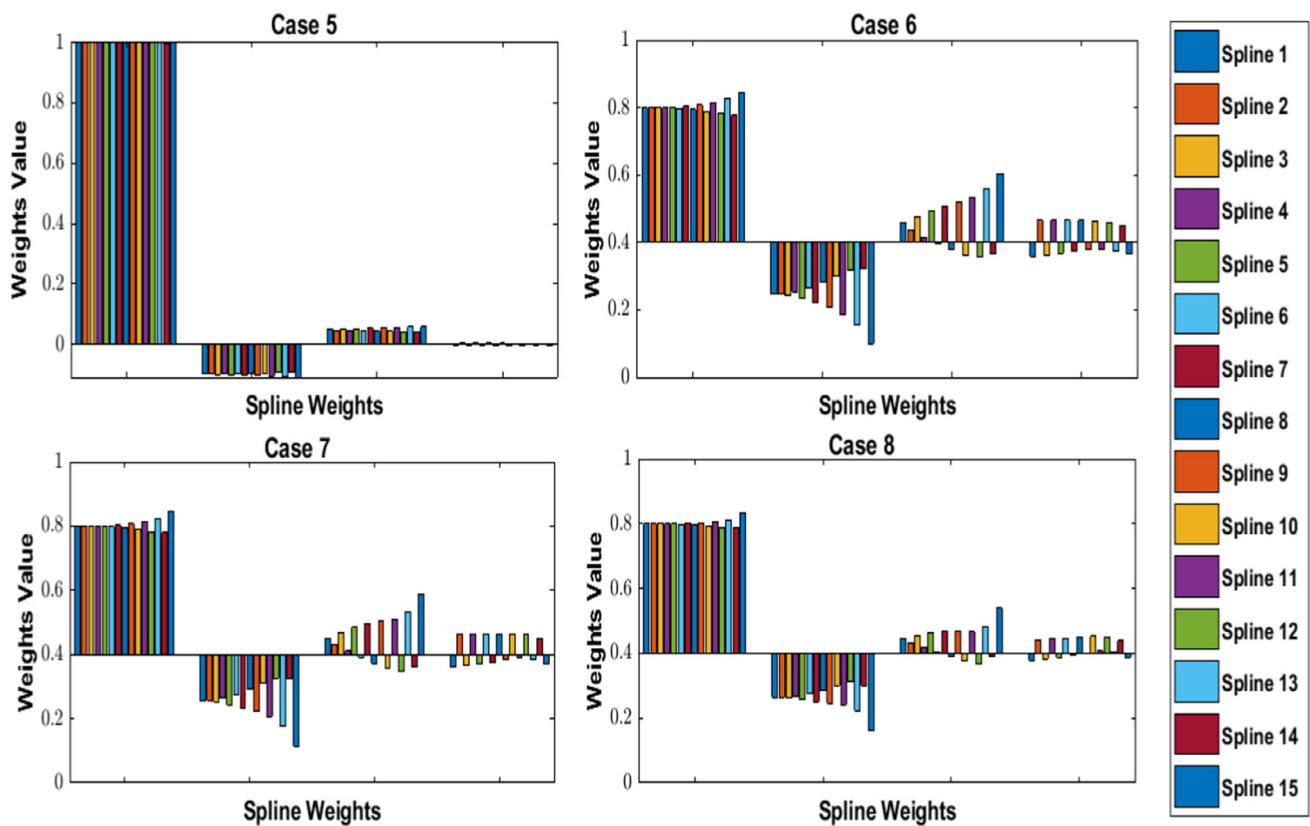 Case 5
1
0.8
0.6
0.4
0.2
0
Weights Value
Spline Weights
Case 6
1
0.8
0.6
0.4
0.2
0
Weights Value
Spline Weights
Case 7
1
0.8
0.6
0.4
0.2
0
Weights Value
Spline Weights
Case 8
1
0.8
0.6
0.4
0.2
0
Weights Value
Spline Weights
Spline 1
Spline 2
Spline 3
Spline 4
Spline 5
Spline 6
Spline 7
Spline 8
Spline 9
Spline 10
Spline 11
Spline 12
Spline 13
Spline 14
Spline 15